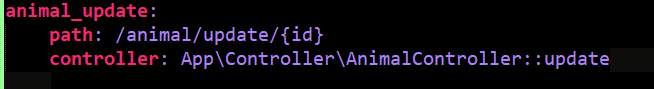 animal_update:
    path: /animal/update/{id}
    controller: App\Controller\AnimalController::update